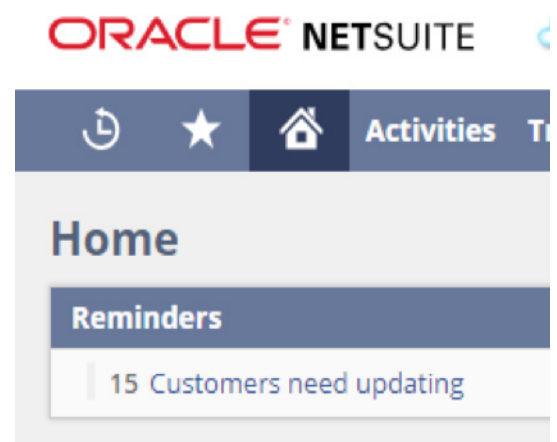 ORACLE NETSUITE
Activities
Home
Reminders
15 Customers need updating